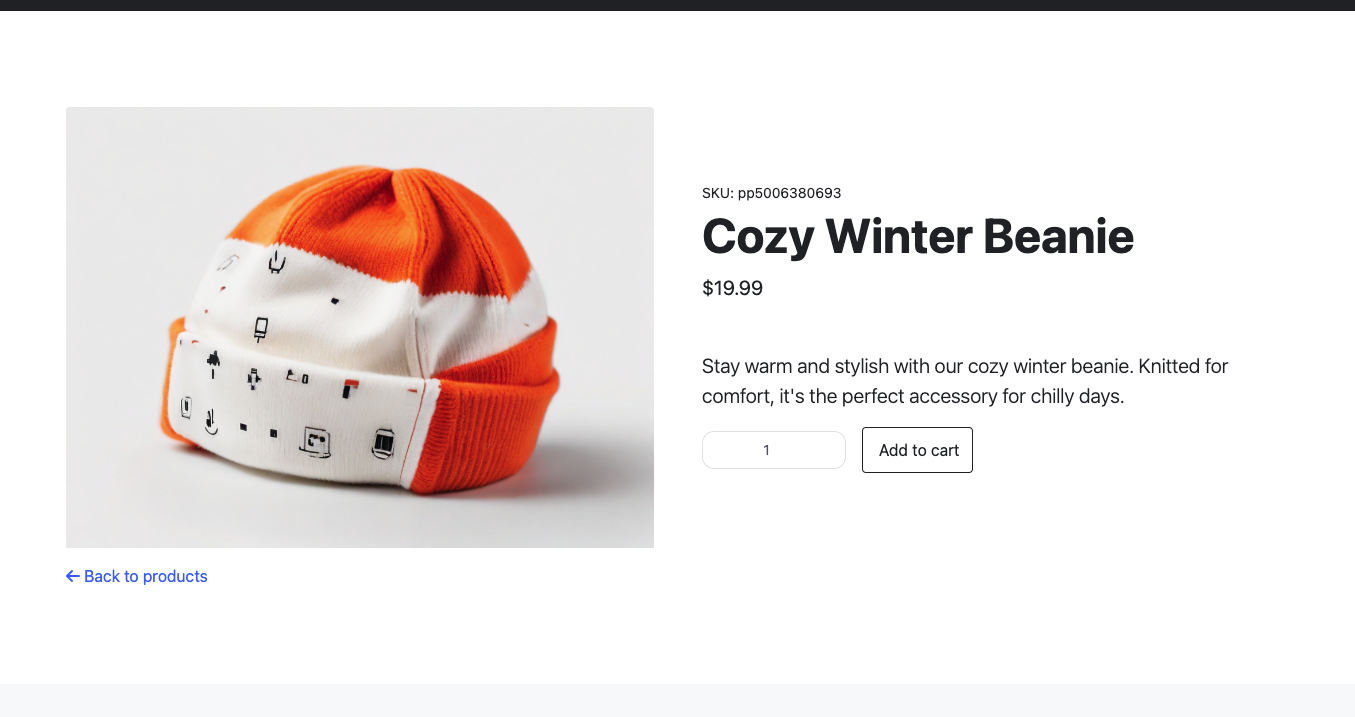 SKU: pp5006380693
Cozy Winter Beanie
$19.99
Stay warm and stylish with our cozy winter beanie. Knitted for
comfort, it's the perfect accessory for chilly days.
1
Add to cart
Back to products